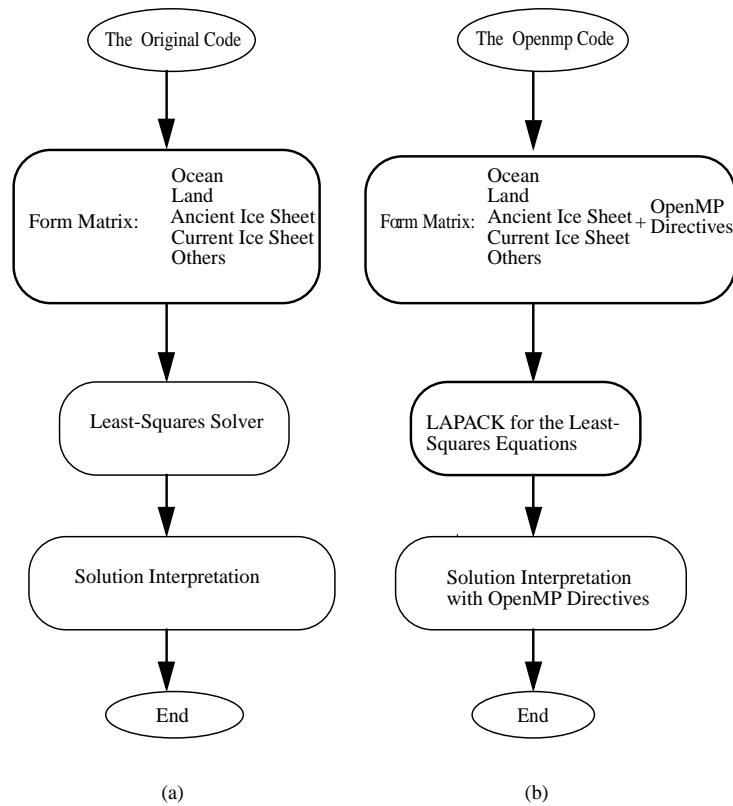 The Original Code
Form Matrix:
Ocean
Land
Ancient Ice Sheet
Current Ice Sheet
Others
Least-Squares Solver
Solution Interpretation
End
(a)
The Openmp Code
Form Matrix:
Ocean
Land
Ancient Ice Sheet
Current Ice Sheet
Others
+
OpenMP
Directives
LAPACK for the Least-
Squares Equations
Solution Interpretation
with OpenMP Directives
End
(b)